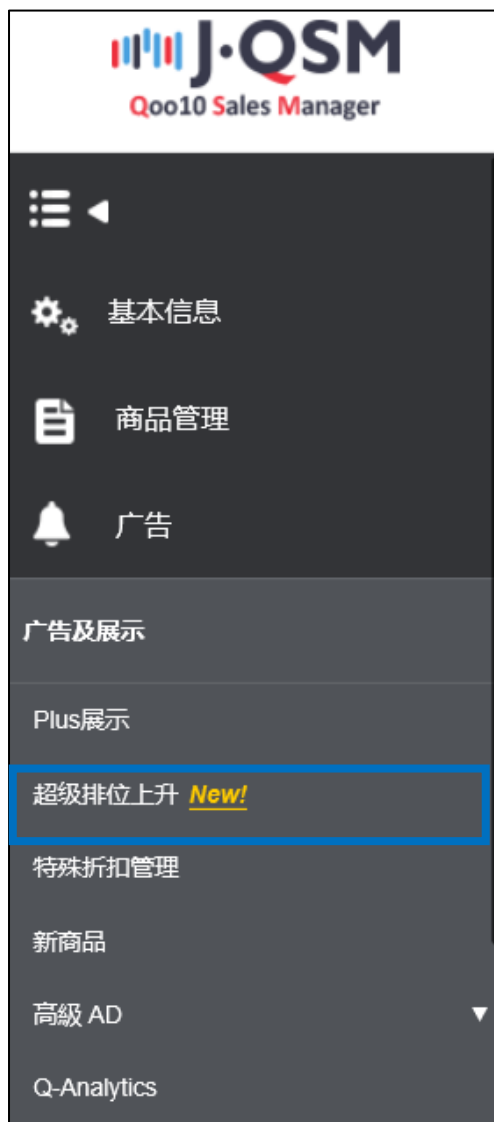 J·QSM
Qoo10 Sales Manager
基本信息
商品管理
广告
广告及展示
Plus展示
超级排位上升 New!
特殊折扣管理
新商品
高級 AD
Q-Analytics